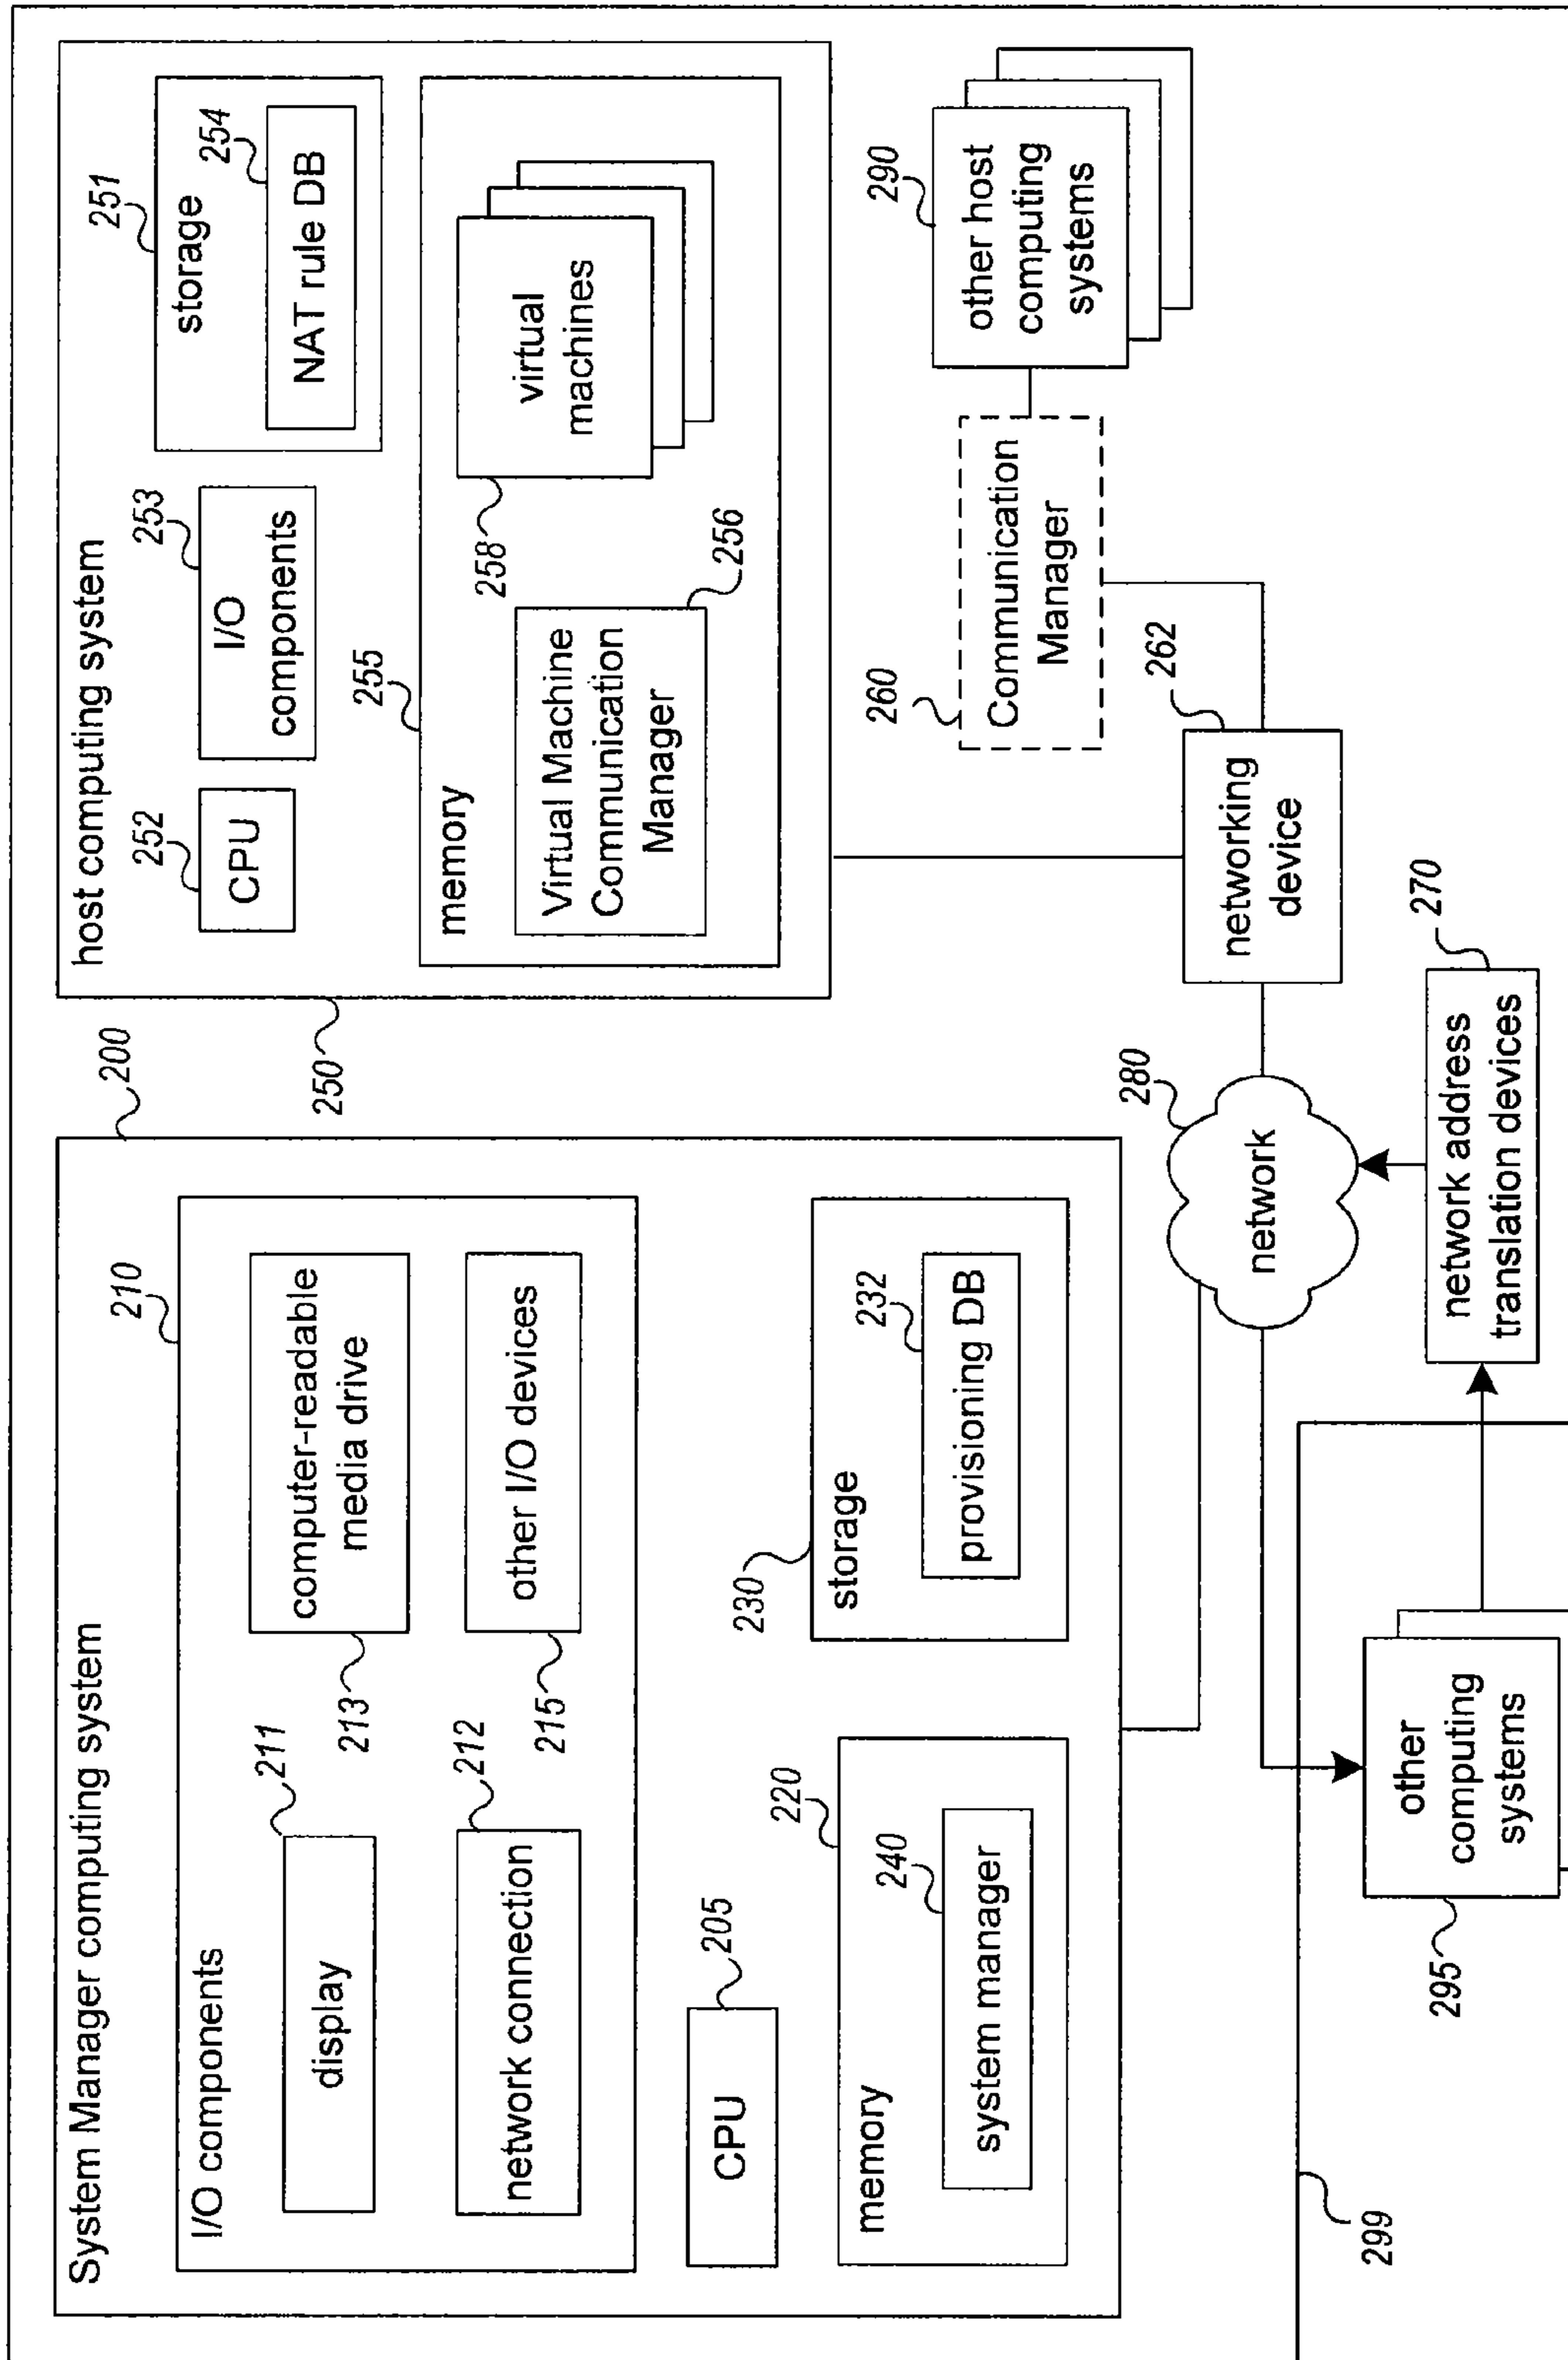 System Manager computing system
200
I/O components
210
display
211
computer-readable
media drive
213
network connection
212
other I/O devices
215
CPU
205
memory
220
system manager
240
storage
230
provisioning DB
232
host computing system
250
CPU
252
I/O
components
253
storage
251
NAT rule DB
254
memory
255
Virtual Machine
Communication
Manager
256
virtual
machines
258
Communication
Manager
260
other host
computing
systems
290
networking
device
262
network
280
network address
translation devices
270
other
computing
systems
295
299